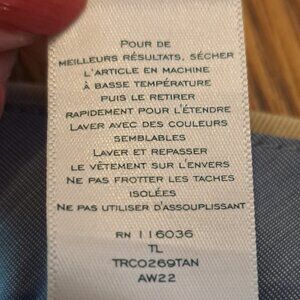 Pour de
meilleurs résultats, sécher
l'article en machine
à basse température
puis le retirer
rapidement pour l'étendre
Laver avec des couleurs
semblables
Laver et repasser
le vêtement sur l'envers
Ne pas frotter les taches
isolées
Ne pas utiliser d'assouplissant
RN 116036
TL
TRC0269TAN
AW22